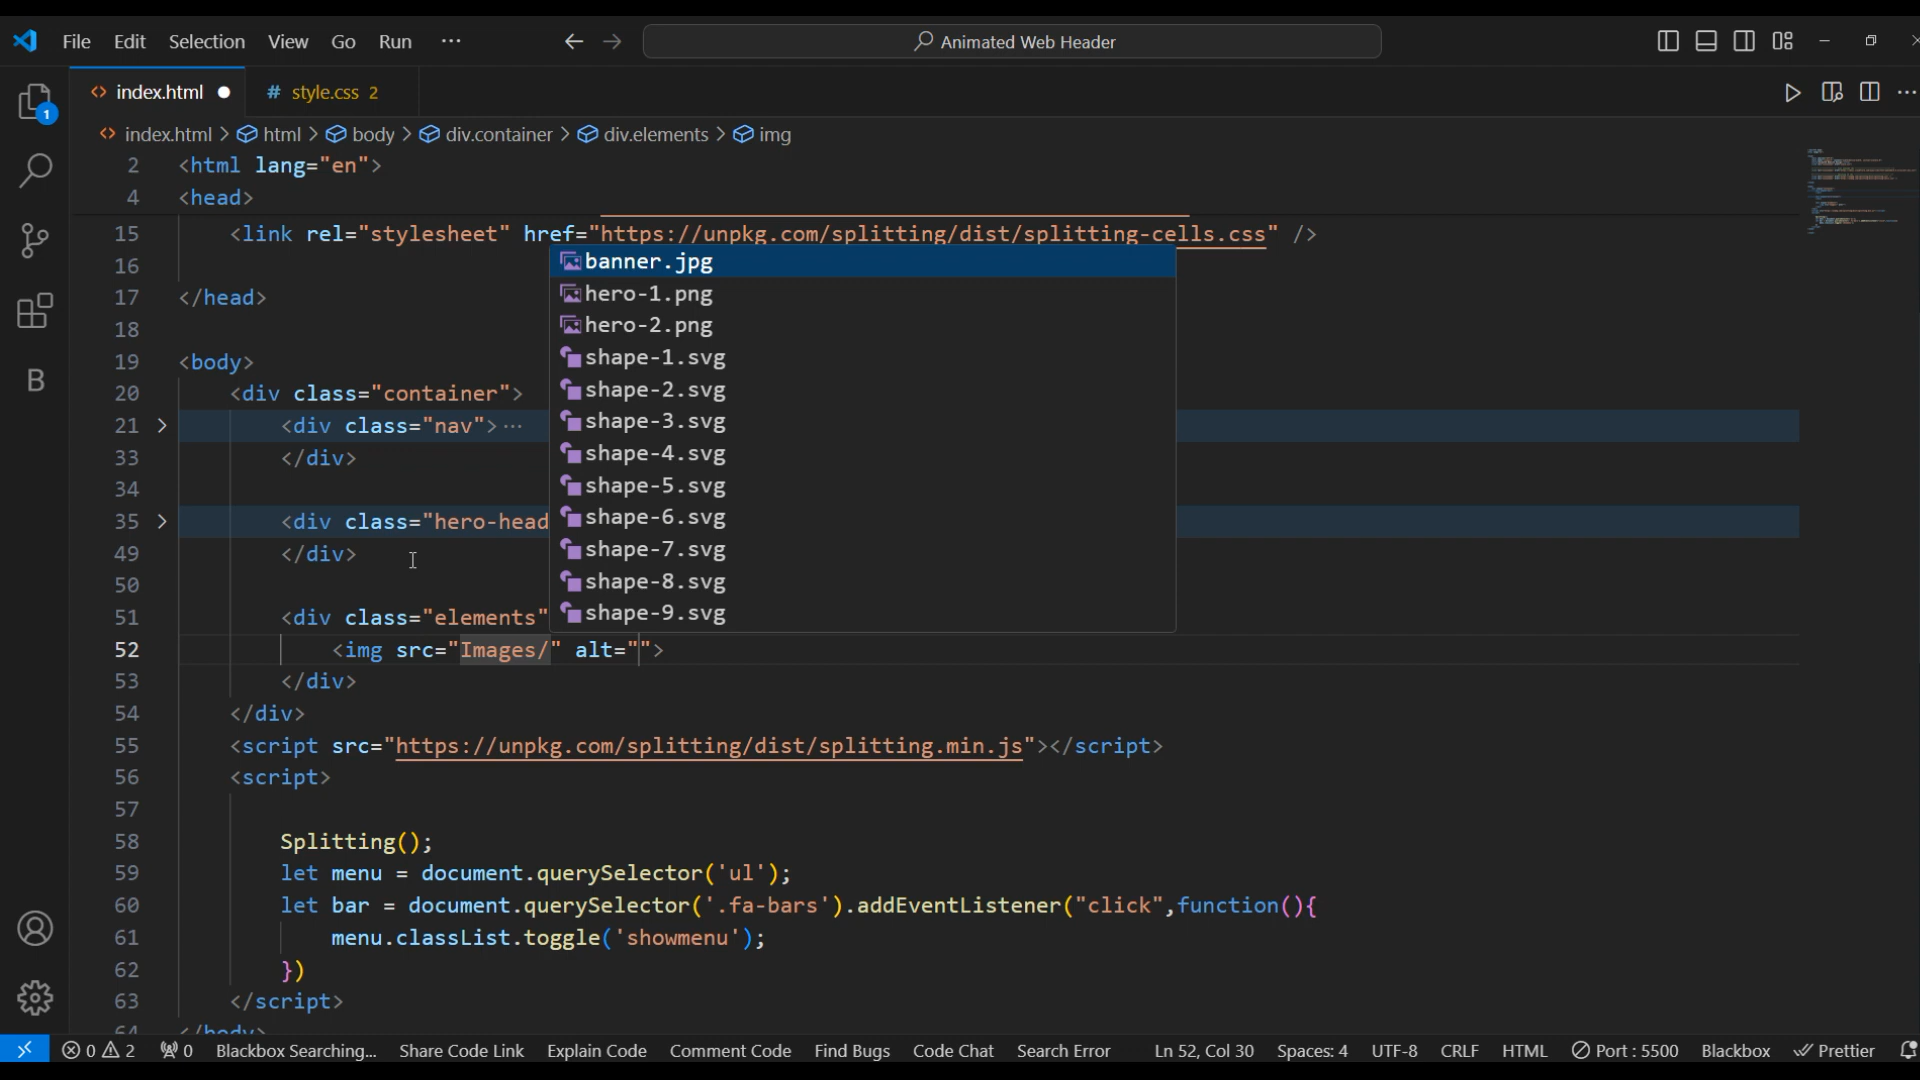 File Edit Selection View Go Run ··· Animated Web Header
index.html style.css 2
index.html > html > body > div.container > div.elements > img
2 <html lang="en">
4 <head>
15 <link rel="stylesheet" href="https://unpkg.com/splitting/dist/splitting-cells.css" />
16
17 </head>
18
19 <body>
20 <div class="container">
21 <div class="nav">···
33 </div>
34
35 <div class="hero-head
49 </div>
50
51 <div class="elements"
52 <img src="Images/" alt="">
53 </div>
54 </div>
55 <script src="https://unpkg.com/splitting/dist/splitting.min.js"></script>
56 <script>
57
58 Splitting();
59 let menu = document.querySelector('ul');
60 let bar = document.querySelector('.fa-bars').addEventListener("click",function(){
61 menu.classList.toggle('showmenu');
62 })
63 </script>
64 </body>
banner.jpg
hero-1.png
hero-2.png
shape-1.svg
shape-2.svg
shape-3.svg
shape-4.svg
shape-5.svg
shape-6.svg
shape-7.svg
shape-8.svg
shape-9.svg
1
B
0 2 0 Blackbox Searching... Share Code Link Explain Code Comment Code Find Bugs Code Chat Search Error Ln 52, Col 30 Spaces: 4 UTF-8 CRLF HTML Port : 5500 Blackbox Prettier